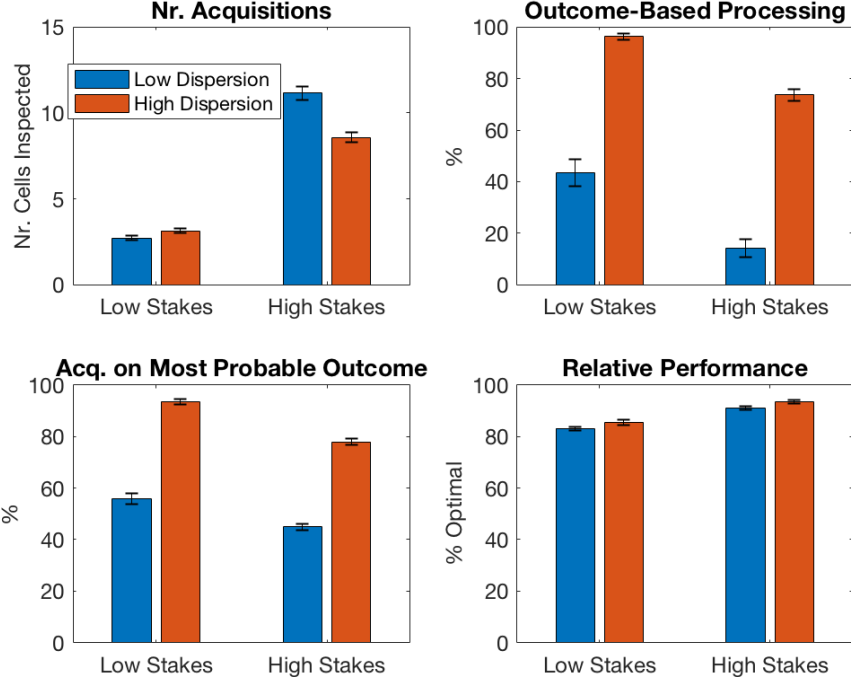 Nr. Acquisitions
15
10
5
0
Nr. Cells Inspected
Low Dispersion
High Dispersion
Low Stakes
High Stakes
Outcome-Based Processing
100
80
60
40
20
0
%
Low Stakes
High Stakes
Acq. on Most Probable Outcome
100
80
60
40
20
0
%
Low Stakes
High Stakes
Relative Performance
100
80
60
40
20
0
% Optimal
Low Stakes
High Stakes